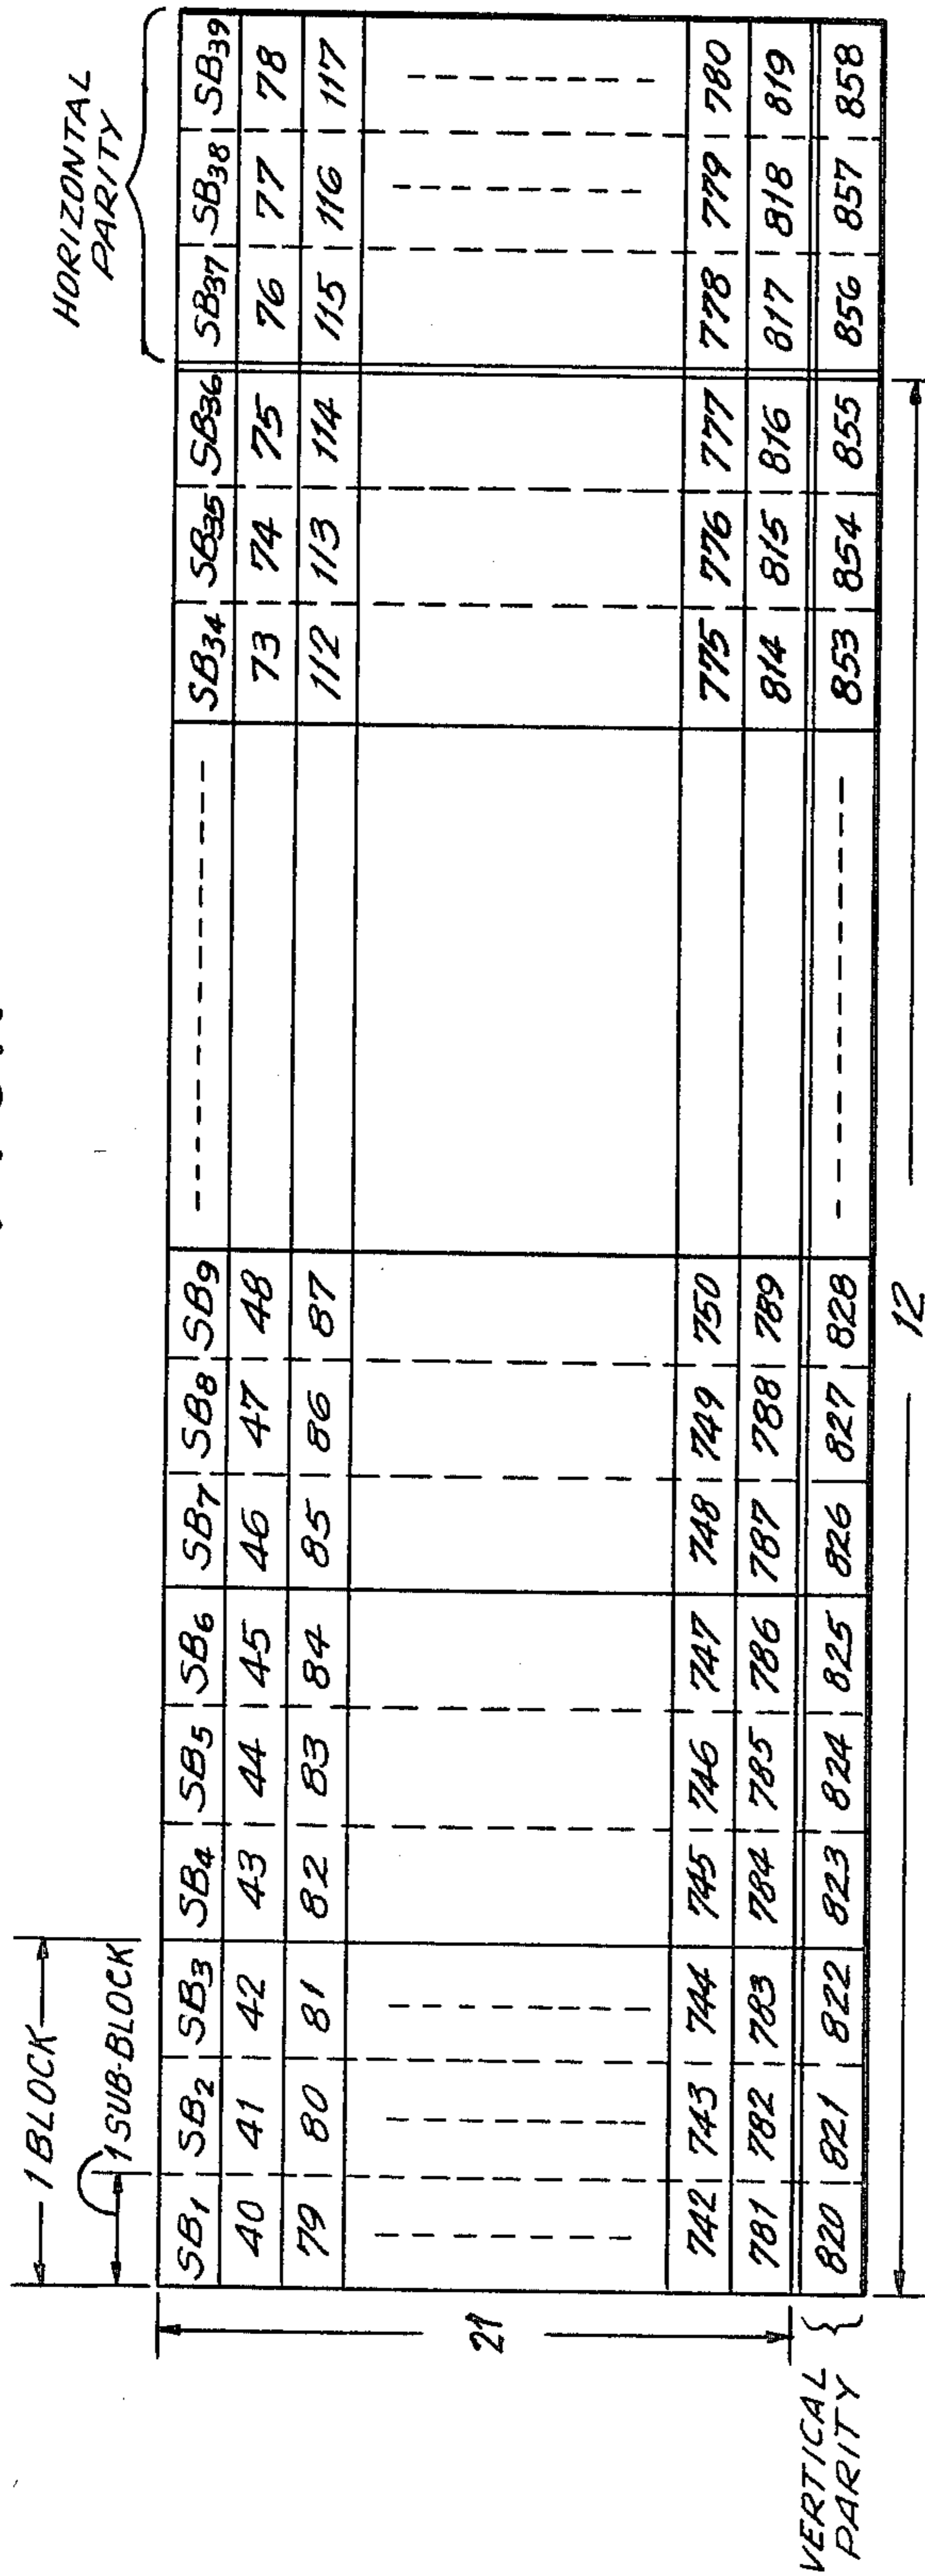 1 BLOCK
1 SUB-BLOCK
HORIZONTAL
PARITY
SB1 SB2 SB3 SB4 SB5 SB6 SB7 SB8 SB9 SB34 SB35 SB36 SB37 SB38 SB39
40 41 42 43 44 45 46 47 48 73 74 75 76 77 78
79 80 81 82 83 84 85 86 87 112 113 114 115 116 117
21
742 743 744 745 746 747 748 749 750 775 776 777 778 779 780
781 782 783 784 785 786 787 788 789 814 815 816 817 818 819
VERTICAL
PARITY
820 821 822 823 824 825 826 827 828 853 854 855 856 857 858
12